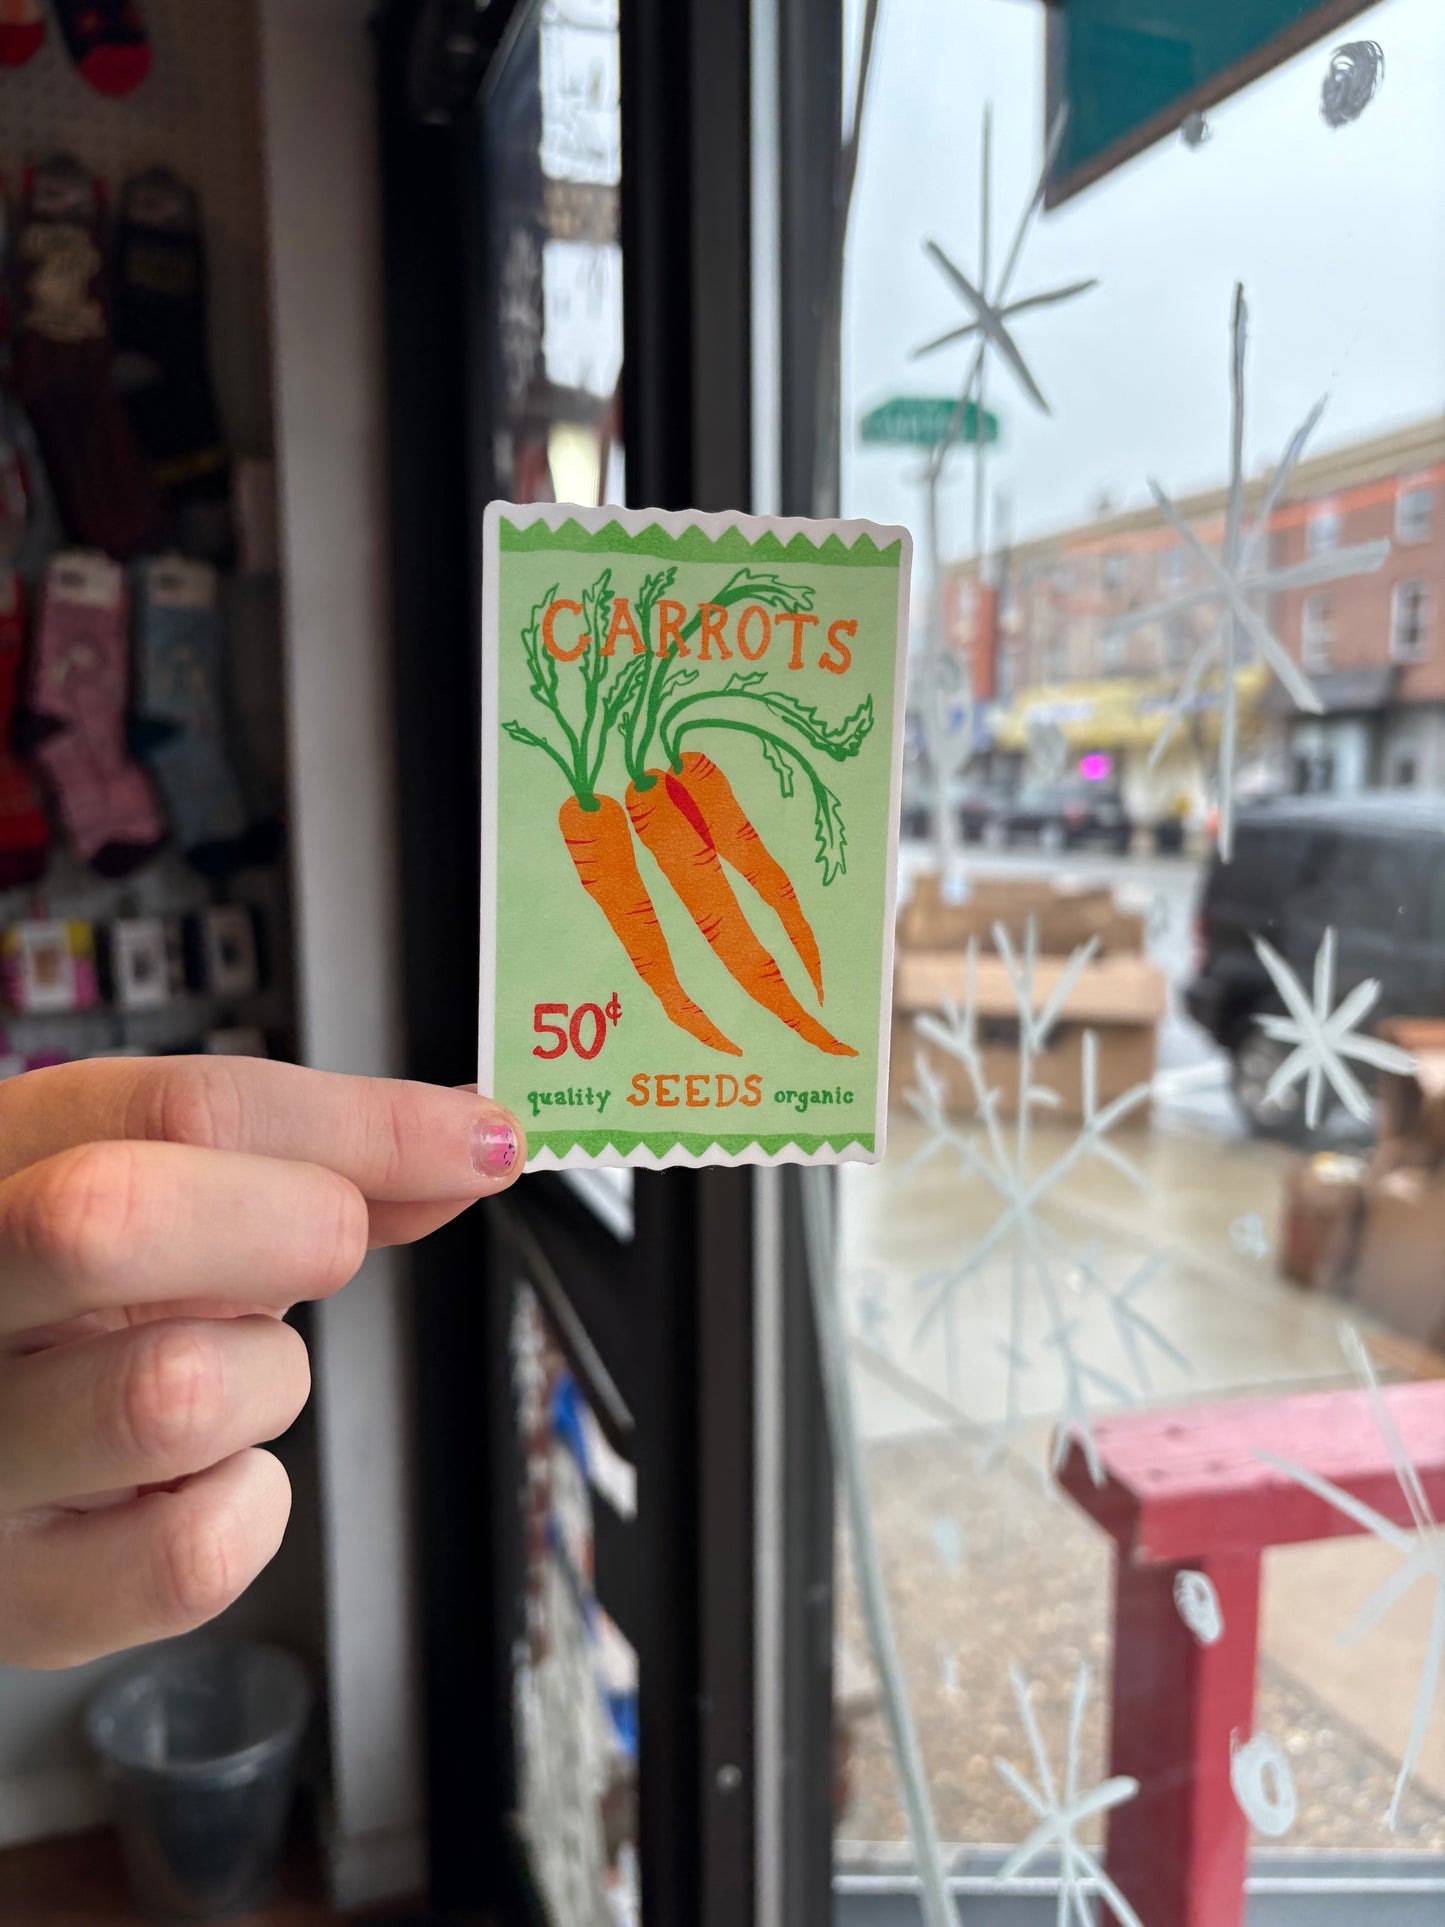 CARROTS
50¢
quality SEEDS organic